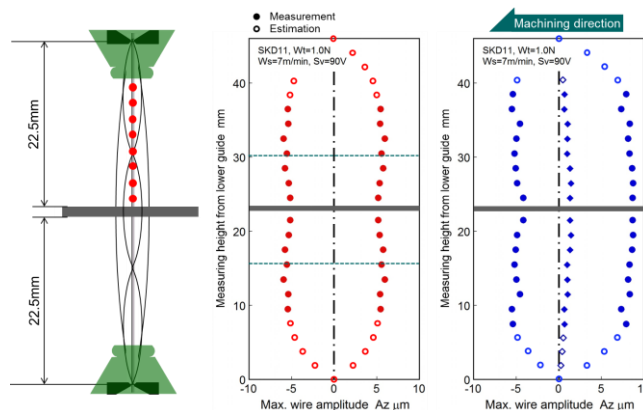 22.5mm
22.5mm
Measurement
Estimation
Machining direction
SKD11, Wt=1.0N
Ws=7m/min, Sv=90V
SKD11, Wt=1.0N
Ws=7m/min, Sv=90V
Measuring height from lower guide mm
40
30
20
10
0
-10
-5
0
5
10
Max. wire amplitude Az μm
Measuring height from lower guide mm
40
30
20
10
0
-10
-5
0
5
10
Max. wire amplitude Az μm